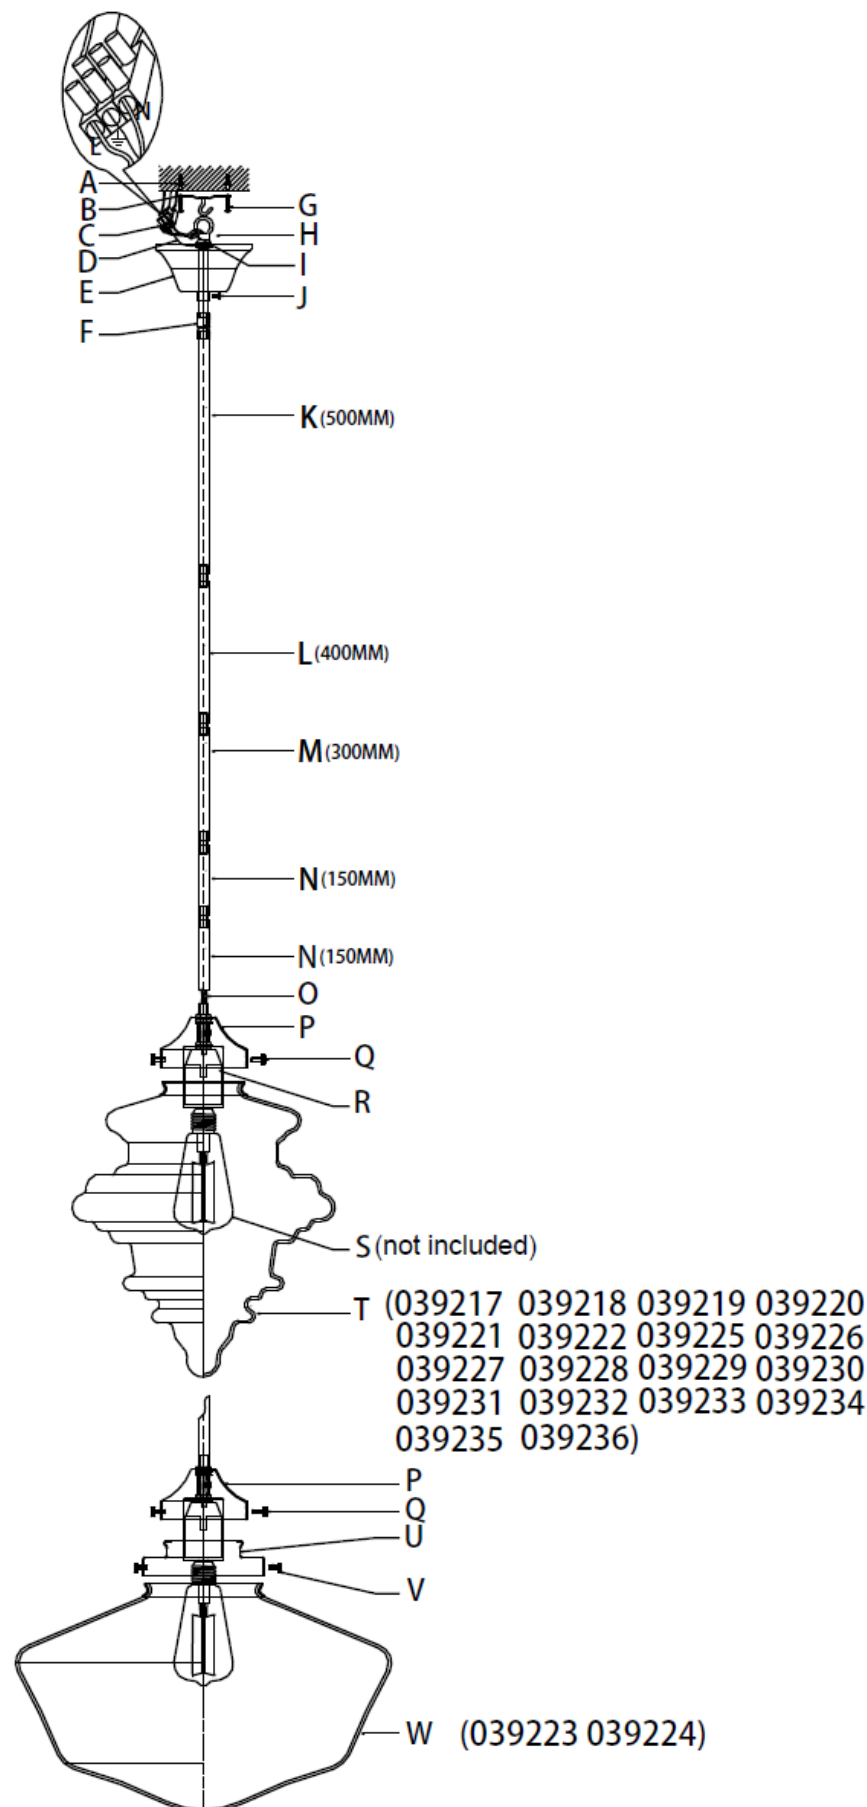 N
L
A
B
G
C
H
D
I
E
J
F
K (500MM)
L (400MM)
M (300MM)
N (150MM)
N (150MM)
O
P
Q
R
S (not included)
T (039217 039218 039219 039220
039221 039222 039225 039226
039227 039228 039229 039230
039231 039232 039233 039234
039235 039236)
P
Q
U
V
W (039223 039224)